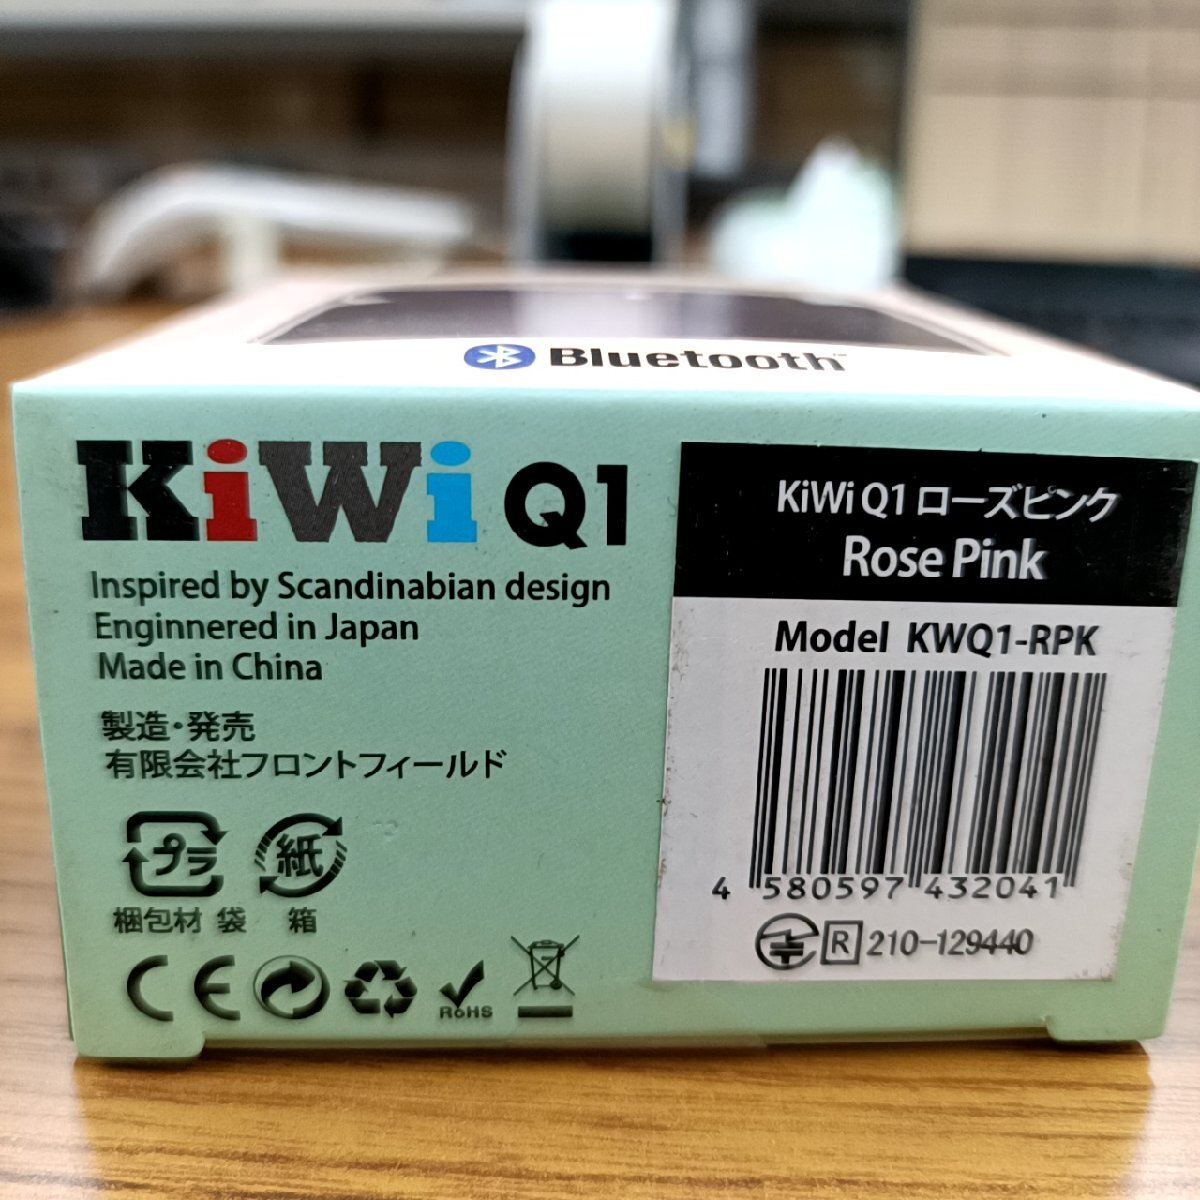 Bluetooth™
KiWi Q1
Inspired by Scandinabian design
Enginnered in Japan
Made in China
製造・発売
有限会社フロントフィールド
プラ 紙
梱包材 袋 箱
CE
RoHS
KiWi Q1 ローズピンク
Rose Pink
Model KWQ1-RPK
4 580597 432041
R 210-129440